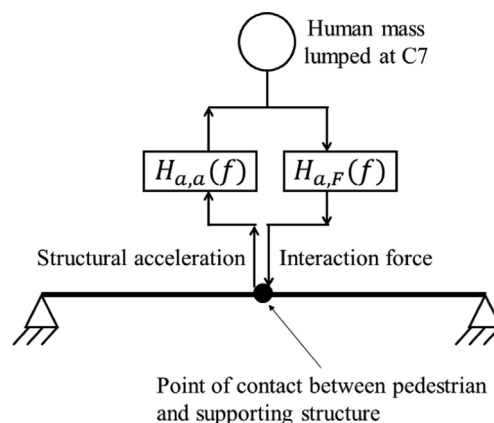 Human mass
lumped at C7
H_{a,a}(f)
H_{a,F}(f)
Structural acceleration
Interaction force
Point of contact between pedestrian
and supporting structure